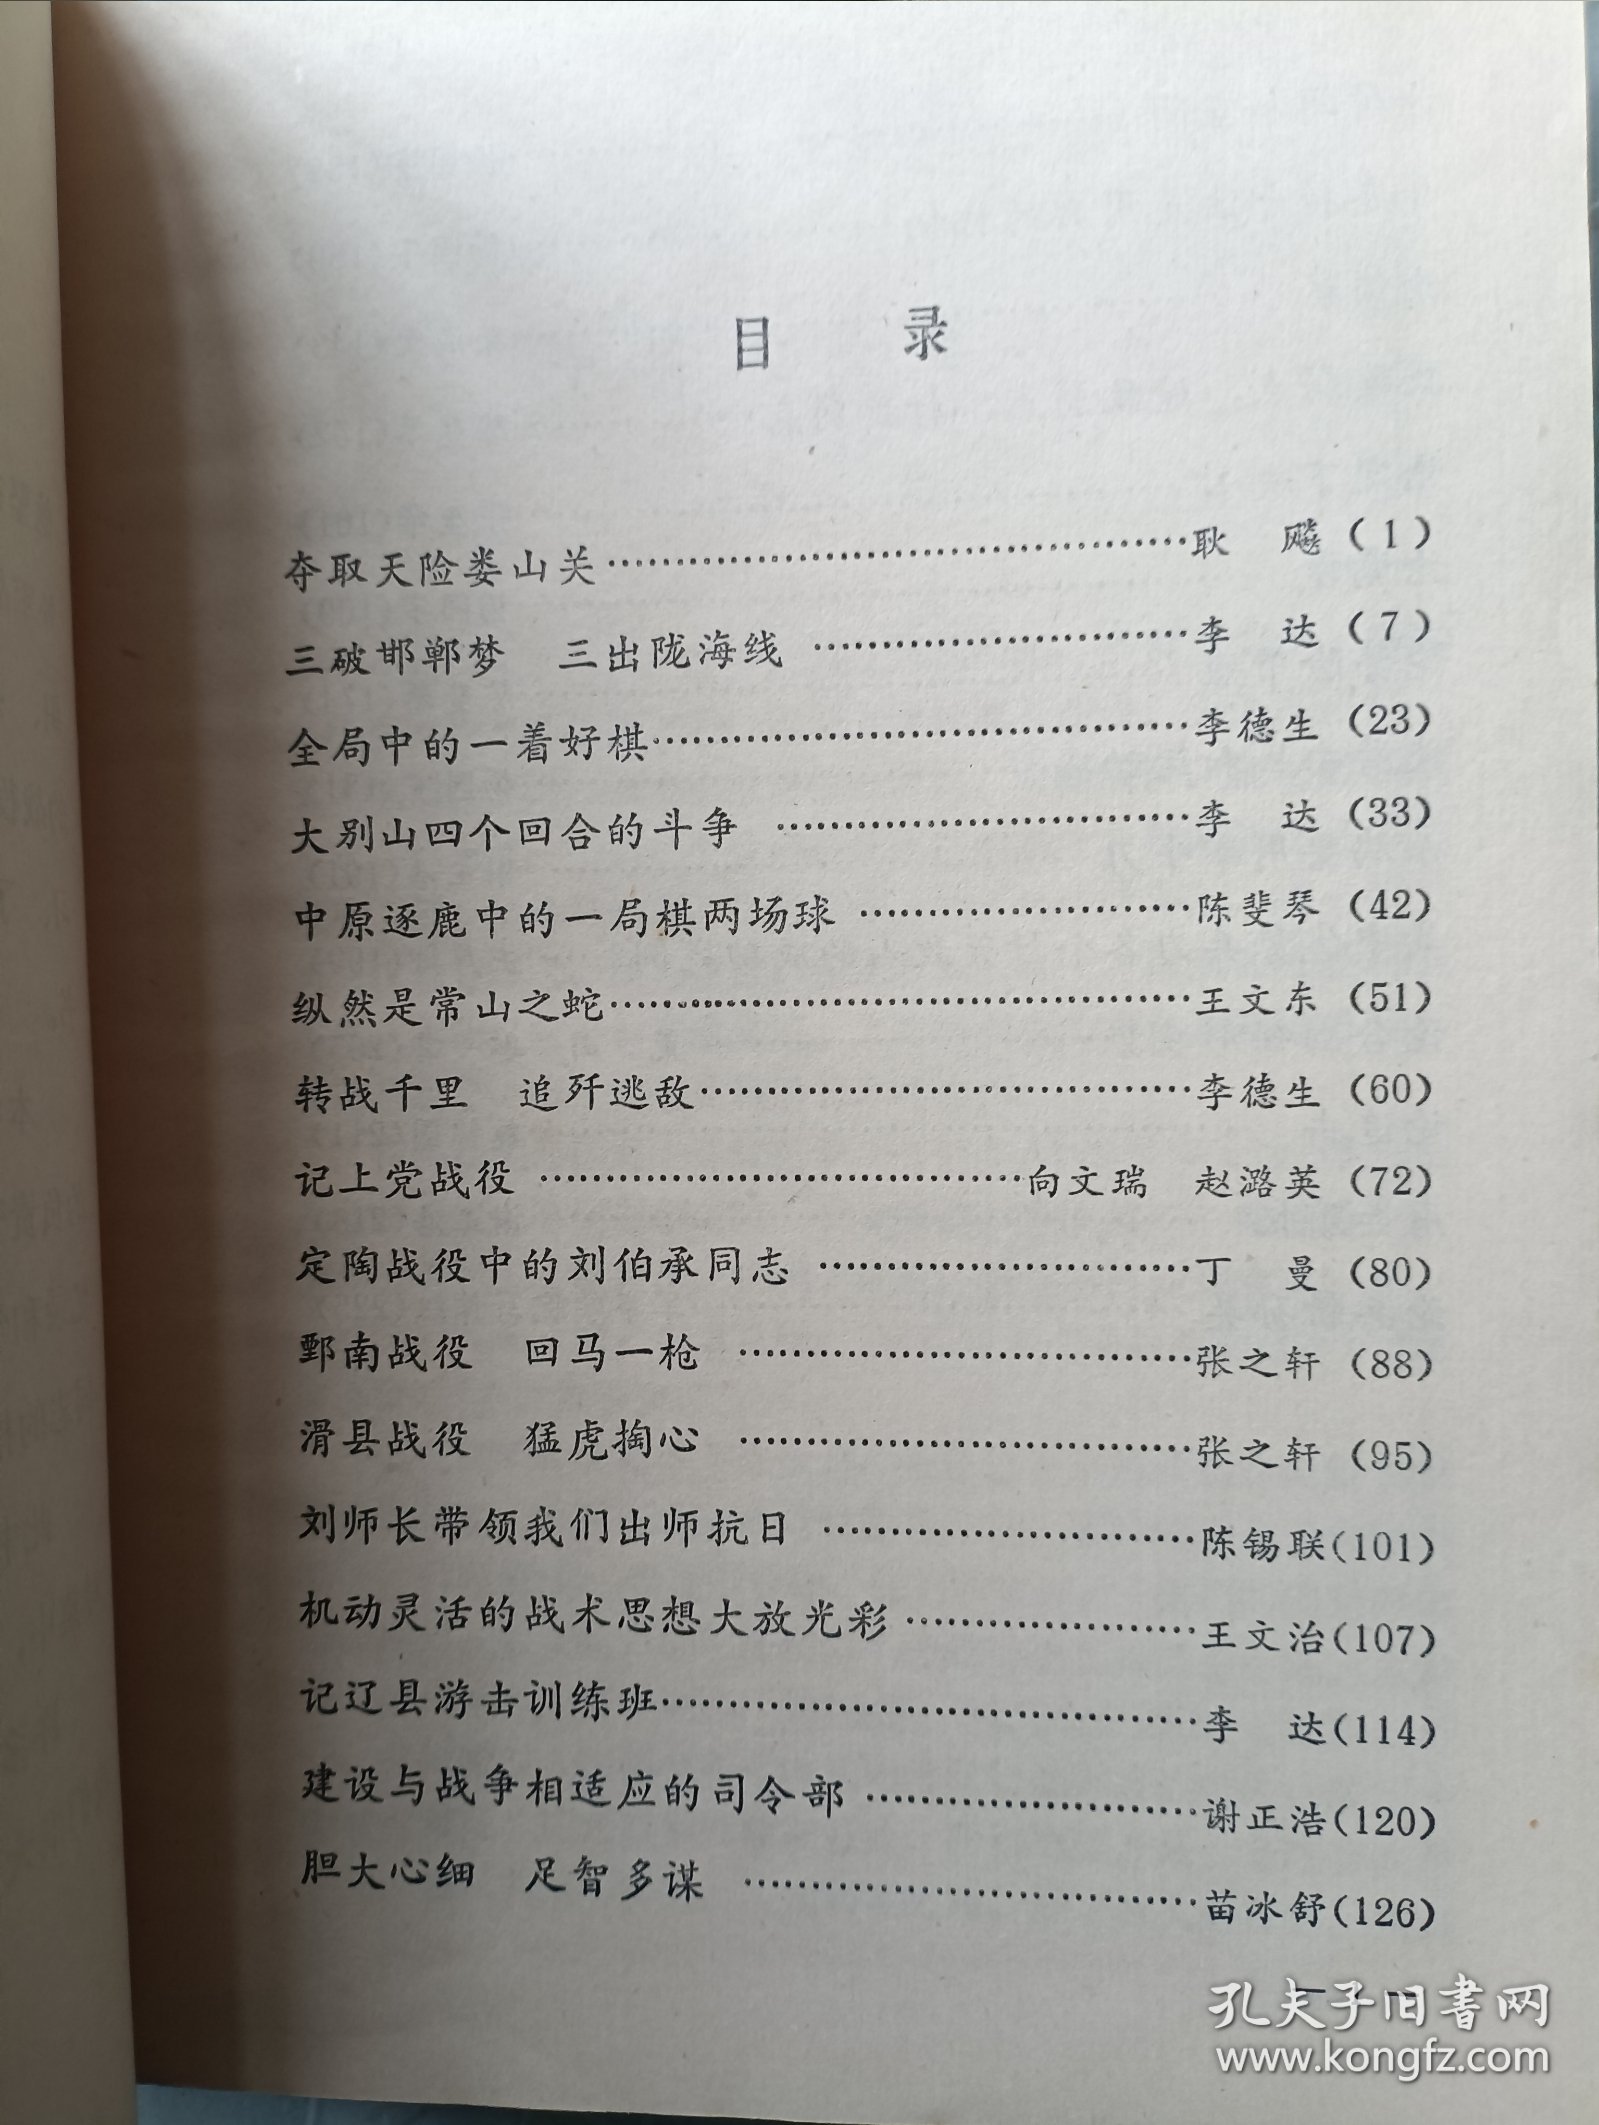 目 录
夺取天险娄山关……………………………………耿 飚（1）
三破邯郸梦 三出陇海线 ………………………李 达（7）
全局中的一着好棋…………………………………李德生（23）
大别山四个回合的斗争 …………………………李 达（33）
中原逐鹿中的一局棋两场球 ……………………陈斐琴（42）
纵然是常山之蛇……………………………………王文东（51）
转战千里 追歼逃敌………………………………李德生（60）
记上党战役 ………………………………向文瑞 赵潞英（72）
定陶战役中的刘伯承同志 ………………………丁 曼（80）
鄄南战役 回马一枪 ……………………………张之轩（88）
滑县战役 猛虎掏心 ……………………………张之轩（95）
刘师长带领我们出师抗日 ………………………陈锡联(101)
机动灵活的战术思想大放光彩 …………………王文治(107)
记辽县游击训练班…………………………………李 达(114)
建设与战争相适应的司令部 ……………………谢正浩(120)
胆大心细 足智多谋 ……………………………苗冰舒(126)
孔夫子旧书网
www.kongfz.com